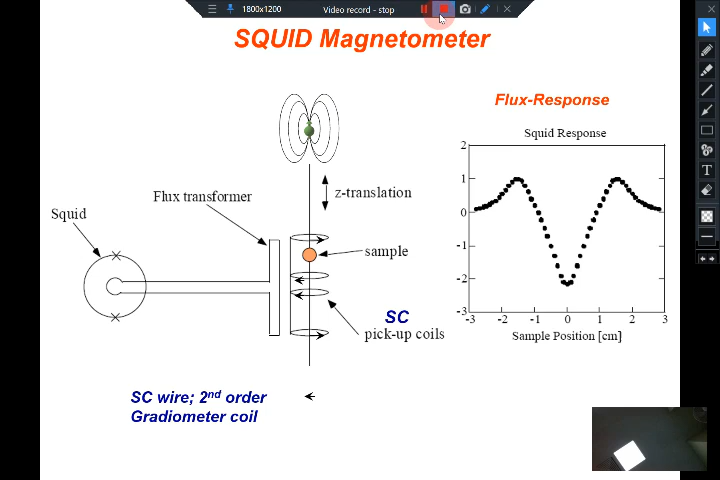 1800x1200
Video record - stop
SQUID Magnetometer
Flux-Response
Squid Response
Flux transformer
z-translation
Squid
sample
SC
pick-up coils
2
1
0
-1
-2
-3
-3 -2 -1 0 1 2 3
Sample Position [cm]
SC wire; 2nd order
Gradiometer coil
T